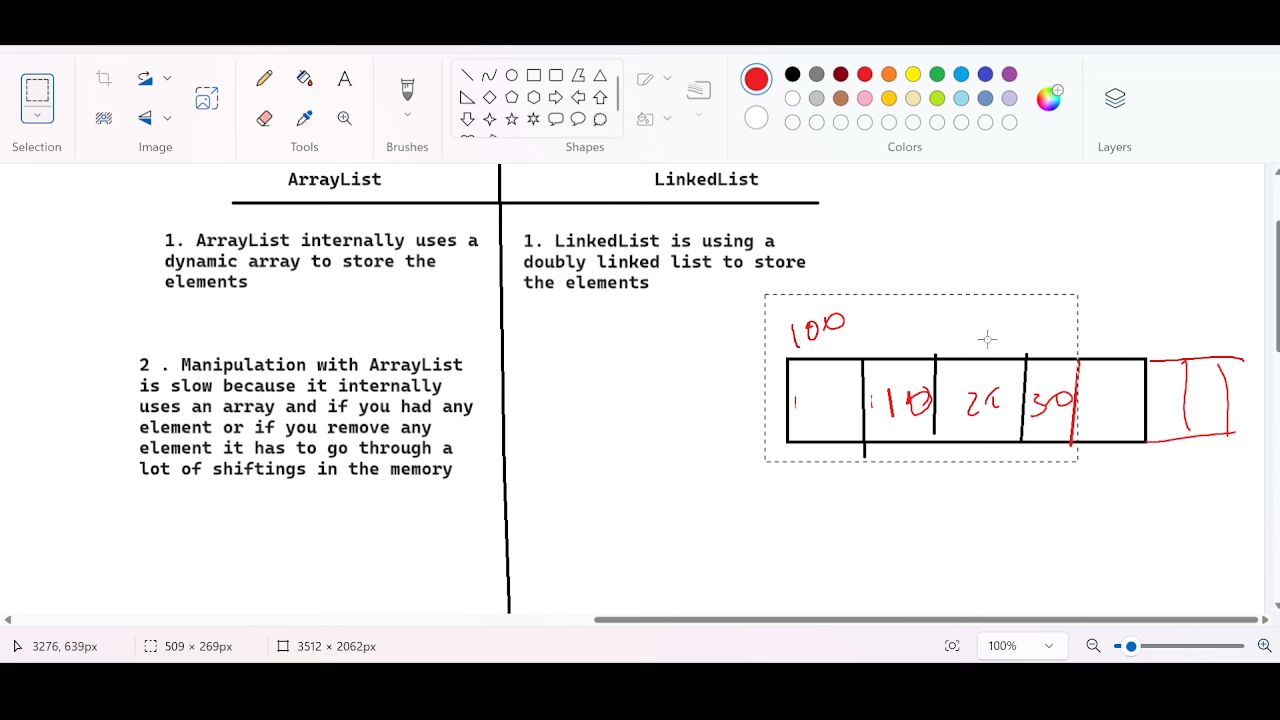 Selection
Image
Tools
Brushes
Shapes
Colors
Layers
ArrayList
LinkedList
1. ArrayList internally uses a
dynamic array to store the
elements
1. LinkedList is using a
doubly linked list to store
the elements
100
10
30
2 . Manipulation with ArrayList
is slow because it internally
uses an array and if you had any
element or if you remove any
element it has to go through a
lot of shiftings in the memory
3276, 639px
509 × 269px
3512 × 2062px
100%